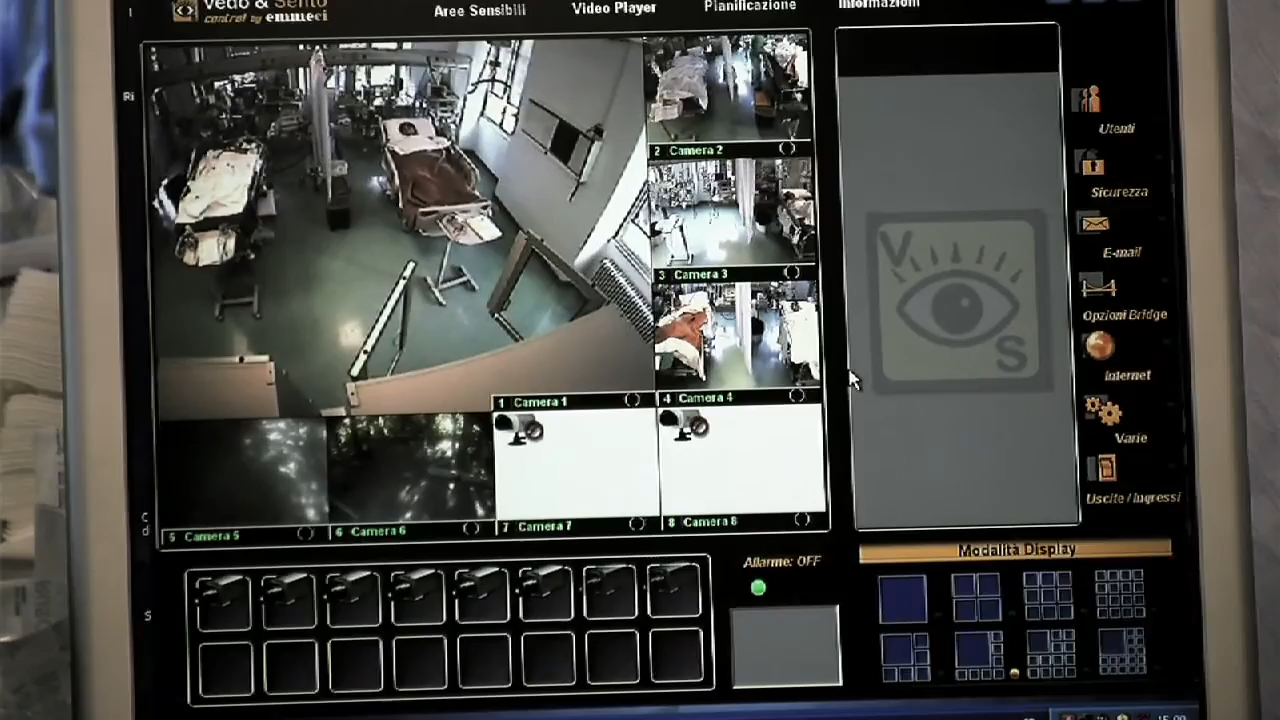 Vedo & Sento
control by emmeci
Aree Sensibili
Video Player
Pianificazione
Informazioni
Ri
2 Camera 2
3 Camera 3
1 Camera 1
4 Camera 4
5 Camera 5
6 Camera 6
7 Camera 7
8 Camera 8
V
S
Utenti
Sicurezza
E-mail
Opzioni Bridge
Internet
Varie
Uscite / Ingressi
C
d
S
Allarme: OFF
Modalità Display